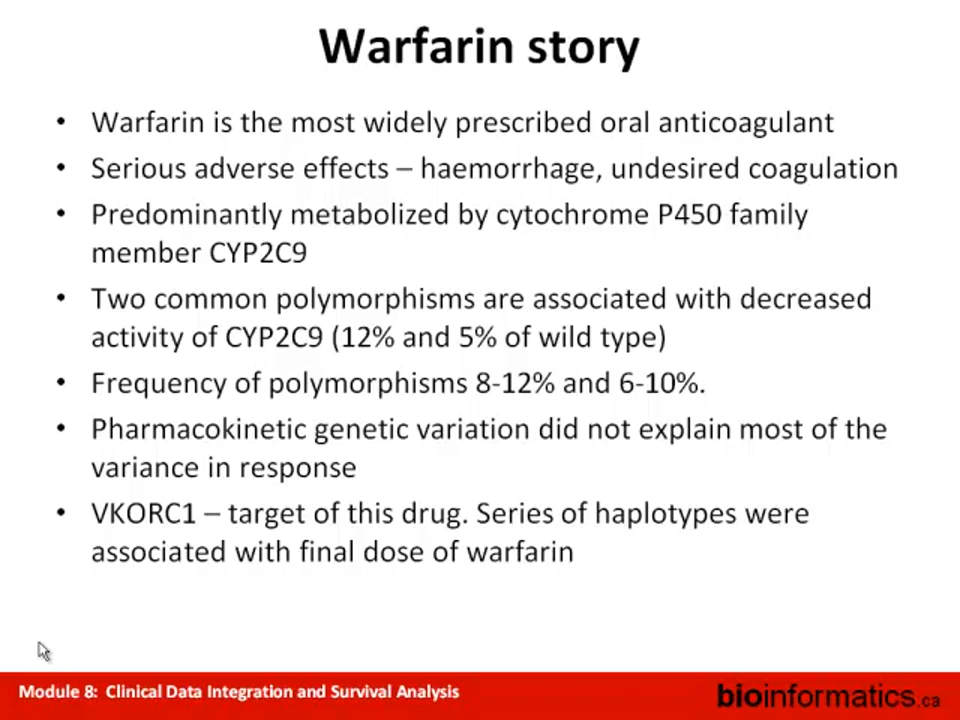 Warfarin story
• Warfarin is the most widely prescribed oral anticoagulant
• Serious adverse effects – haemorrhage, undesired coagulation
• Predominantly metabolized by cytochrome P450 family
member CYP2C9
• Two common polymorphisms are associated with decreased
activity of CYP2C9 (12% and 5% of wild type)
• Frequency of polymorphisms 8-12% and 6-10%.
• Pharmacokinetic genetic variation did not explain most of the
variance in response
• VKORC1 – target of this drug. Series of haplotypes were
associated with final dose of warfarin
Module 8: Clinical Data Integration and Survival Analysis
bioinformatics.ca